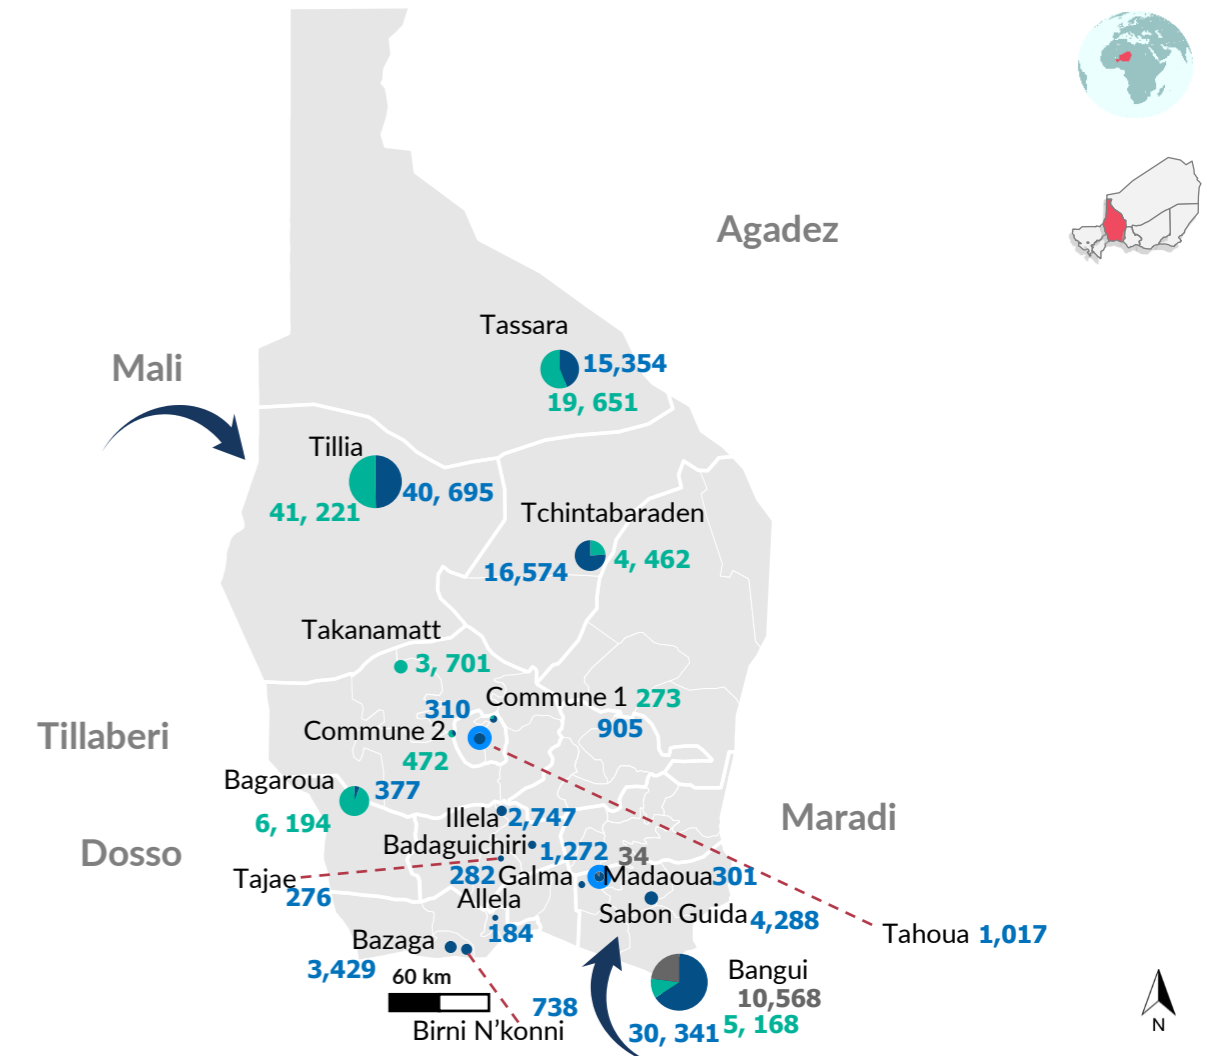 Agadez
Tassara
15,354
19, 651
Mali
Tillia
40, 695
41, 221
Tchintabaraden
16,574
4, 462
Takanamatt
3, 701
Commune 1 273
310
905
Commune 2
472
Tillaberi
Bagaroua
377
6, 194
Illela 2,747
Maradi
Badaguichiri 1,272
34
Dosso
Tajae
276
282 Galma
Madaoua 301
Allela
184
Sabon Guida 4,288
Tahoua 1,017
Bazaga
3,429
60 km
738
Birni N’konni
Bangui
10,568
30, 341
5, 168
N